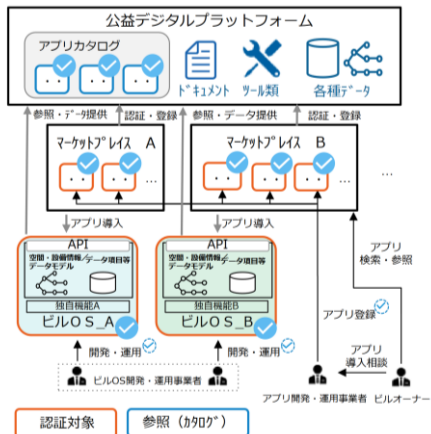 公益デジタルプラットフォーム
アプリカタログ
ドキュメント
ツール類
各種データ
参照・データ提供
認証・登録
参照・データ提供
認証・登録
マーケットプレイス A
マーケットプレイス B
...
...
...
アプリ導入
アプリ導入
API
空間・設備情報/データ項目等
データモデル
独自機能A
ビルOS_A
API
空間・設備情報/データ項目等
データモデル
独自機能B
ビルOS_B
アプリ
検索・参照
アプリ登録
開発・運用
開発・運用
アプリ
導入相談
ビルOS開発・運用事業者
アプリ開発・運用事業者
ビルオーナー
認証対象
参照(カタログ)